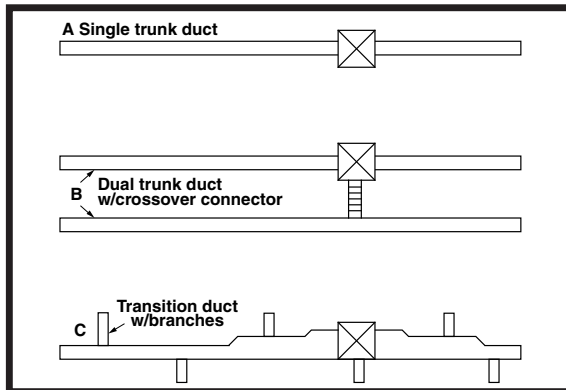 A Single trunk duct
B
Dual trunk duct
w/crossover connector
C
Transition duct
w/branches